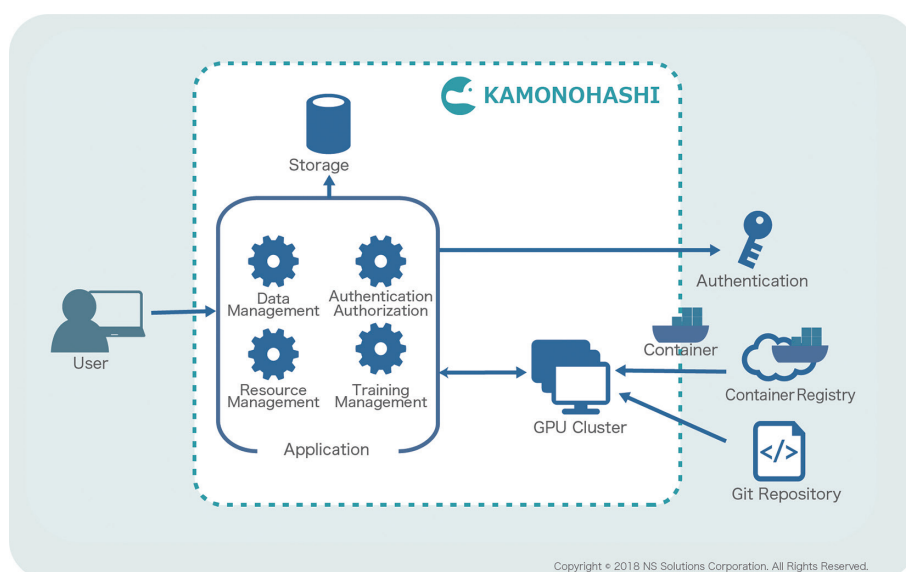 KAMONOHASHI
Storage
Data
Management
Authentication
Authorization
Authentication
User
Container
Resource
Management
Training
Management
Container Registry
GPU Cluster
Application
</>
Git Repository
Copyright © 2018 NS Solutions Corporation. All Rights Reserved.